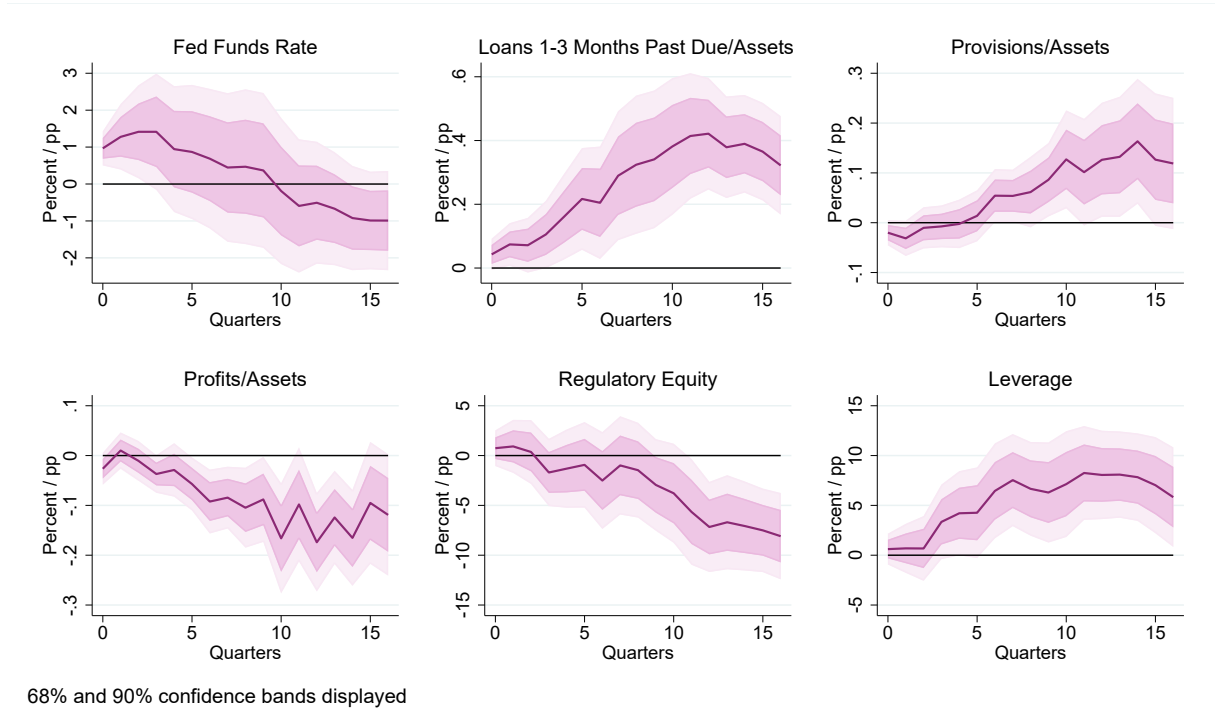 Fed Funds Rate
Percent / pp
3
2
1
0
-1
-2
0 5 10 15
Quarters
Loans 1-3 Months Past Due/Assets
Percent / pp
.6
.4
.2
0
0 5 10 15
Quarters
Provisions/Assets
Percent / pp
.3
.2
.1
0
-.1
0 5 10 15
Quarters
Profits/Assets
Percent / pp
.1
0
-.1
-.2
-.3
0 5 10 15
Quarters
Regulatory Equity
Percent / pp
5
0
-5
-10
-15
0 5 10 15
Quarters
Leverage
Percent / pp
15
10
5
0
-5
0 5 10 15
Quarters
68% and 90% confidence bands displayed